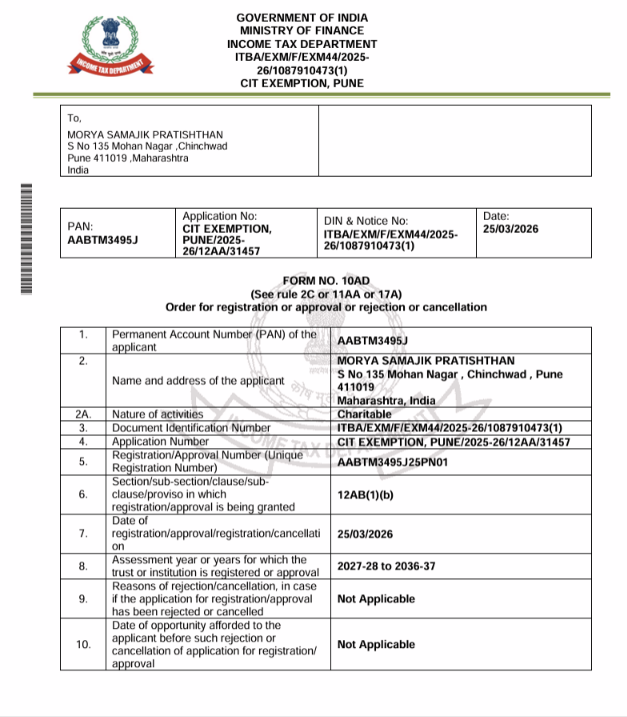 GOVERNMENT OF INDIA
MINISTRY OF FINANCE
INCOME TAX DEPARTMENT
ITBA/EXM/F/EXM44/2025-
26/1087910473(1)
CIT EXEMPTION, PUNE
INCOME TAX DEPARTMENT
To,
MORYA SAMAJIK PRATISHTHAN
S No 135 Mohan Nagar ,Chinchwad
Pune 411019 ,Maharashtra
India
PAN:
AABTM3495J
Application No:
CIT EXEMPTION,
PUNE/2025-
26/12AA/31457
DIN & Notice No:
ITBA/EXM/F/EXM44/2025-
26/1087910473(1)
Date:
25/03/2026
FORM NO. 10AD
(See rule 2C or 11AA or 17A)
Order for registration or approval or rejection or cancellation
1.
Permanent Account Number (PAN) of the
applicant
AABTM3495J
2.
Name and address of the applicant
MORYA SAMAJIK PRATISHTHAN
S No 135 Mohan Nagar , Chinchwad , Pune
411019
Maharashtra, India
2A.
Nature of activities
Charitable
3.
Document Identification Number
ITBA/EXM/F/EXM44/2025-26/1087910473(1)
4.
Application Number
CIT EXEMPTION, PUNE/2025-26/12AA/31457
5.
Registration/Approval Number (Unique
Registration Number)
AABTM3495J25PN01
6.
Section/sub-section/clause/sub-
clause/proviso in which
registration/approval is being granted
12AB(1)(b)
7.
Date of
registration/approval/registration/cancellati
on
25/03/2026
8.
Assessment year or years for which the
trust or institution is registered or approval
2027-28 to 2036-37
9.
Reasons of rejection/cancellation, in case
if the application for registration/approval
has been rejected or cancelled
Not Applicable
10.
Date of opportunity afforded to the
applicant before such rejection or
cancellation of application for registration/
approval
Not Applicable
INCOME TAX DEPARTMENT